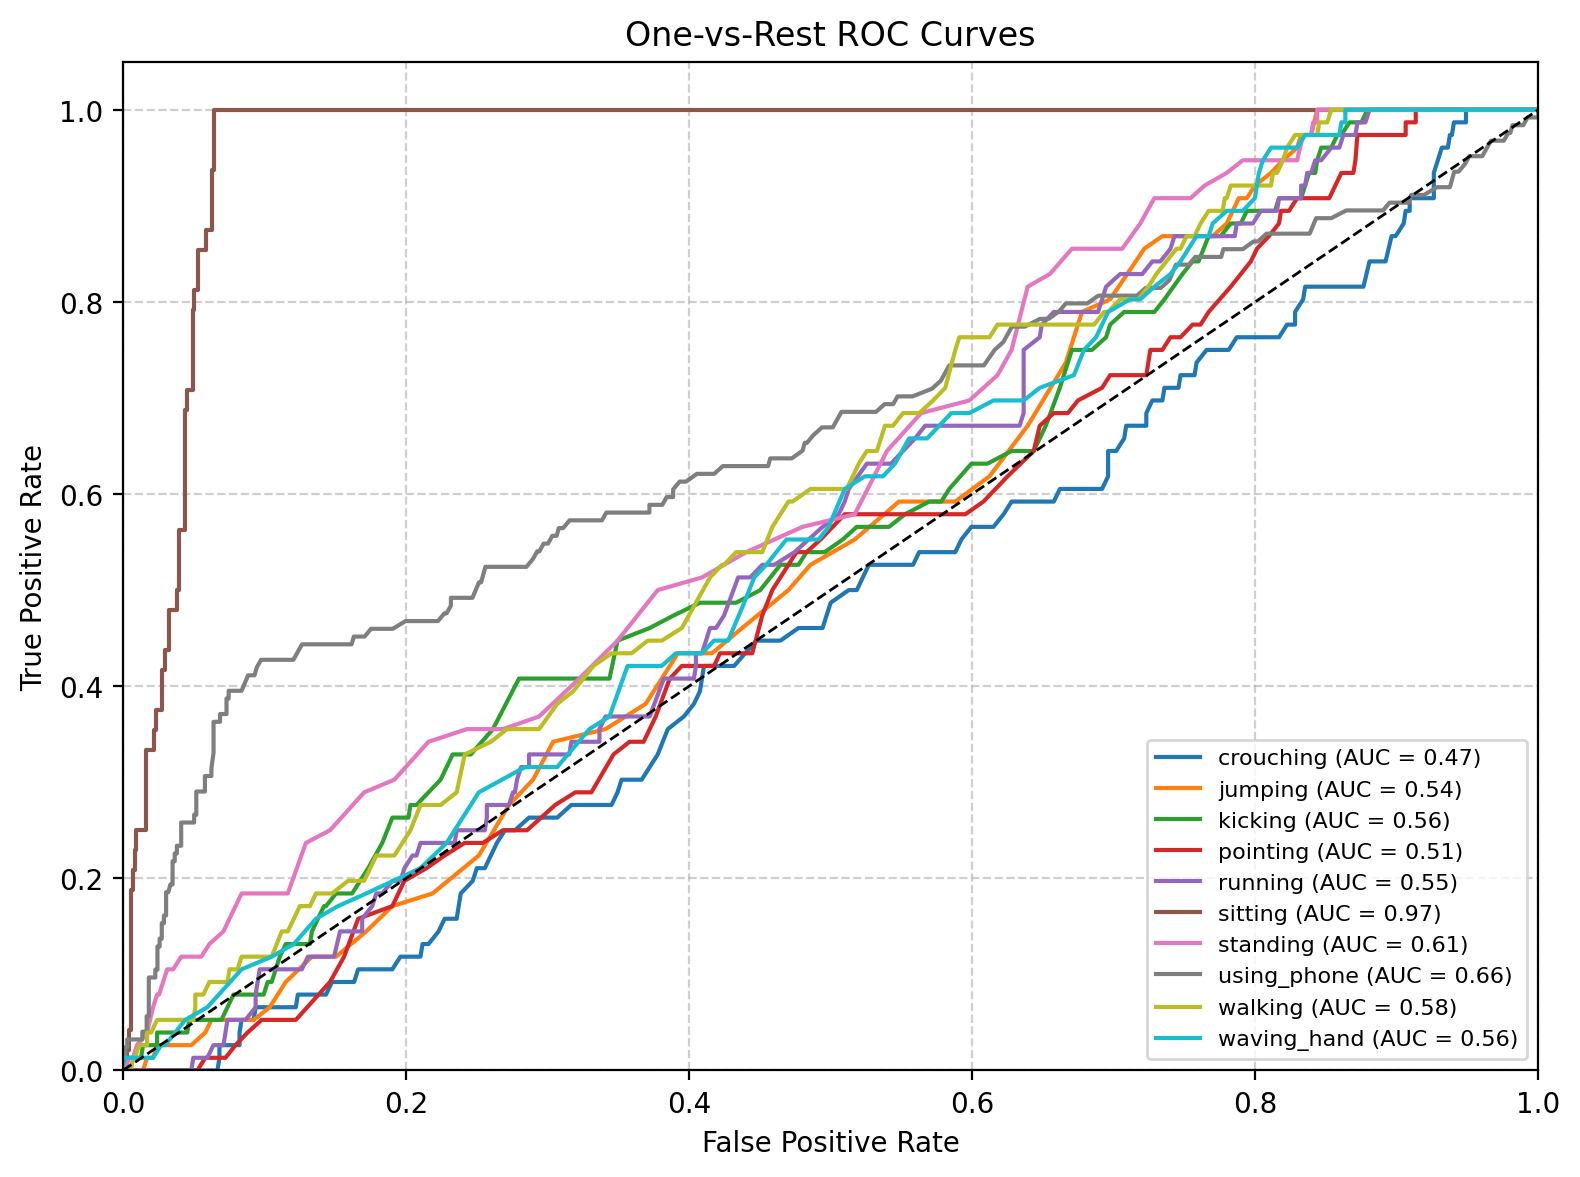 One-vs-Rest ROC Curves
True Positive Rate
1.0
0.8
0.6
0.4
0.2
0.0
crouching (AUC = 0.47)
jumping (AUC = 0.54)
kicking (AUC = 0.56)
pointing (AUC = 0.51)
running (AUC = 0.55)
sitting (AUC = 0.97)
standing (AUC = 0.61)
using_phone (AUC = 0.66)
walking (AUC = 0.58)
waving_hand (AUC = 0.56)
0.0 0.2 0.4 0.6 0.8 1.0
False Positive Rate